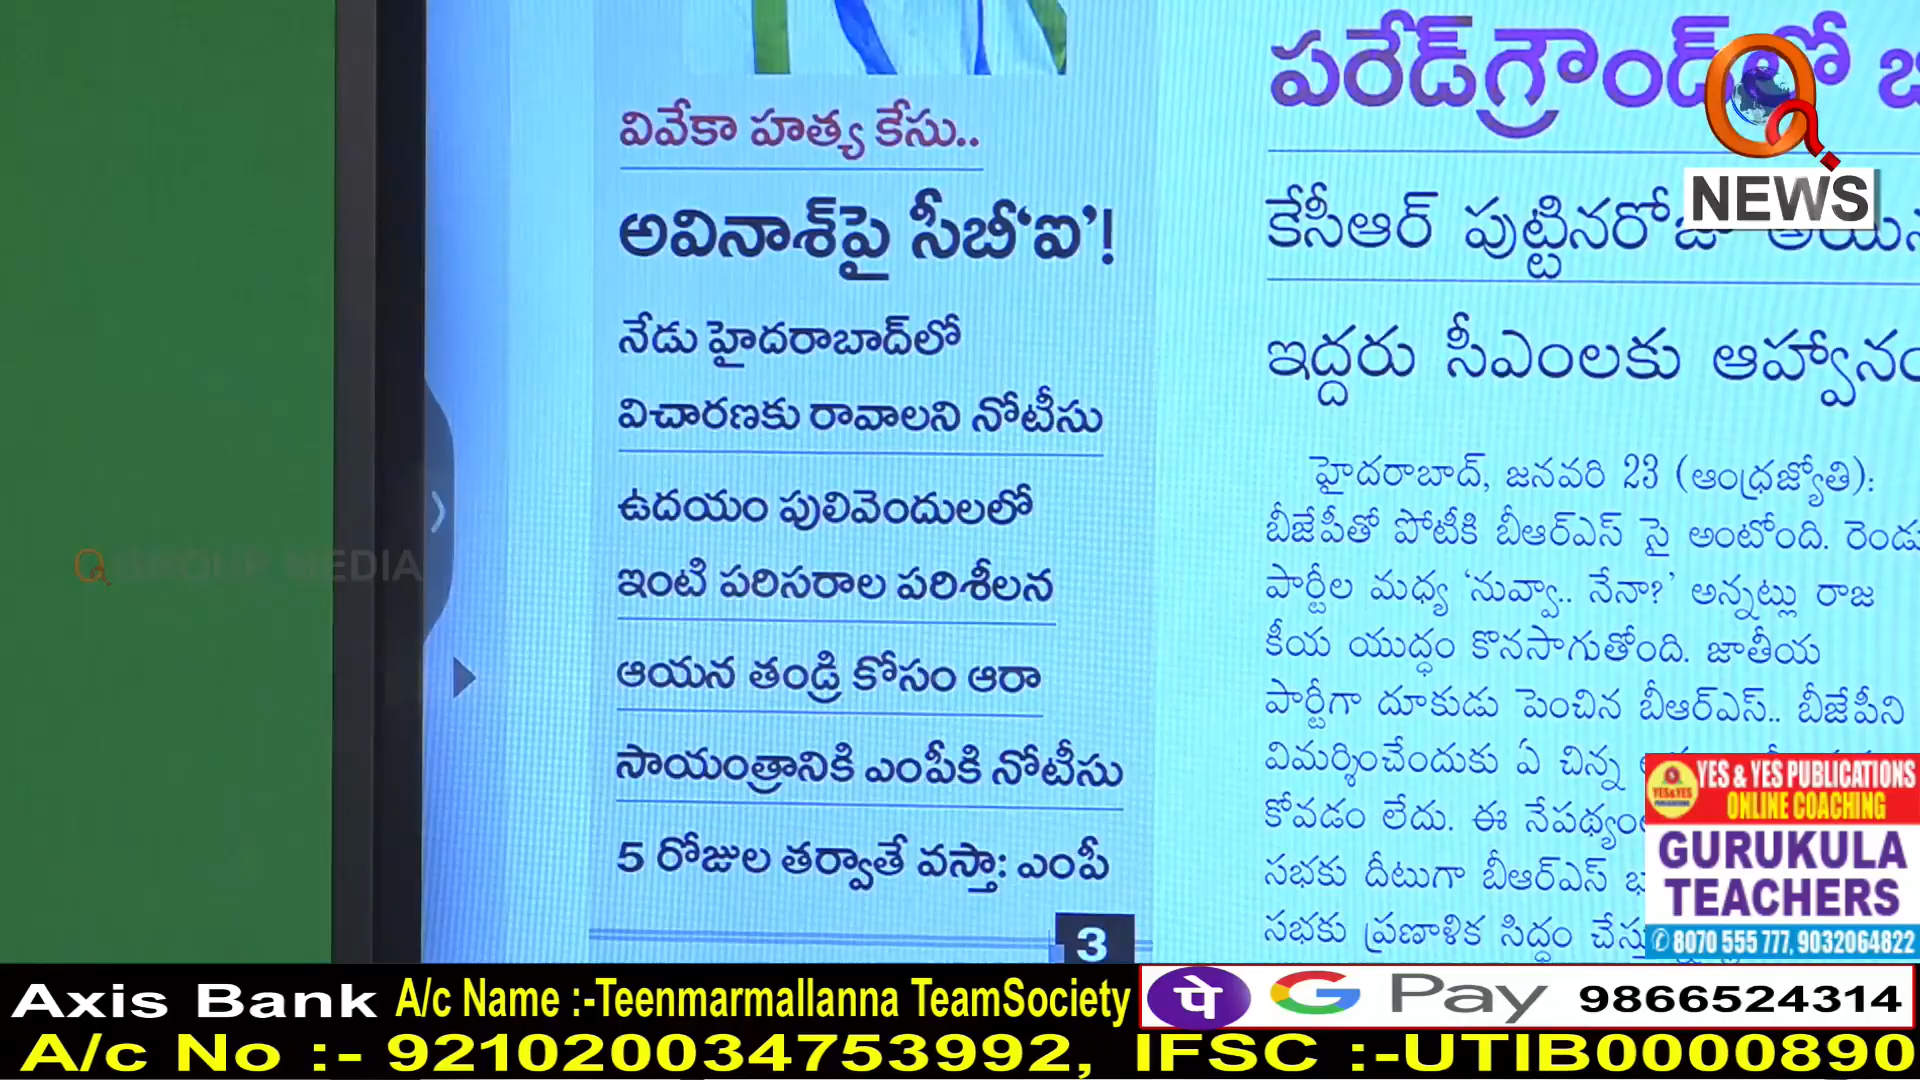 వివేకా హత్య కేసు..
అవినాశ్‌పై సీబీ‘ఐ’!
నేడు హైదరాబాద్‌లో
విచారణకు రావాలని నోటీసు
ఉదయం పులివెందులలో
ఇంటి పరిసరాల పరిశీలన
ఆయన తండ్రి కోసం ఆరా
సాయంత్రానికి ఎంపీకి నోటీసు
5 రోజుల తర్వాతే వస్తా: ఎంపీ
3
పరేడ్‌గ్రౌండ్‌లో
కేసీఆర్ పుట్టినరోజు
ఇద్దరు సీఎంలకు ఆహ్వానం
హైదరాబాద్, జనవరి 23 (ఆంధ్రజ్యోతి):
బీజేపీతో పోటీకి బీఆర్ఎస్ సై అంటోంది. రెండు
పార్టీల మధ్య ‘నువ్వా.. నేనా?’ అన్నట్లు రాజ
కీయ యుద్ధం కొనసాగుతోంది. జాతీయ
పార్టీగా దూకుడు పెంచిన బీఆర్ఎస్.. బీజేపీని
విమర్శించేందుకు ఏ చిన్న
కోవడం లేదు. ఈ
సభకు దీటుగా బీఆర్ఎస్
సభకు ప్రణాళిక సిద్ధం
Q NEWS
Q GROUP MEDIA
YES & YES PUBLICATIONS
ONLINE COACHING
GURUKULA
TEACHERS
8070 555 777, 9032064822
Axis Bank A/c Name :-Teenmarmallanna TeamSociety
पे G Pay 9866524314
A/c No :- 921020034753992, IFSC :-UTIB0000890